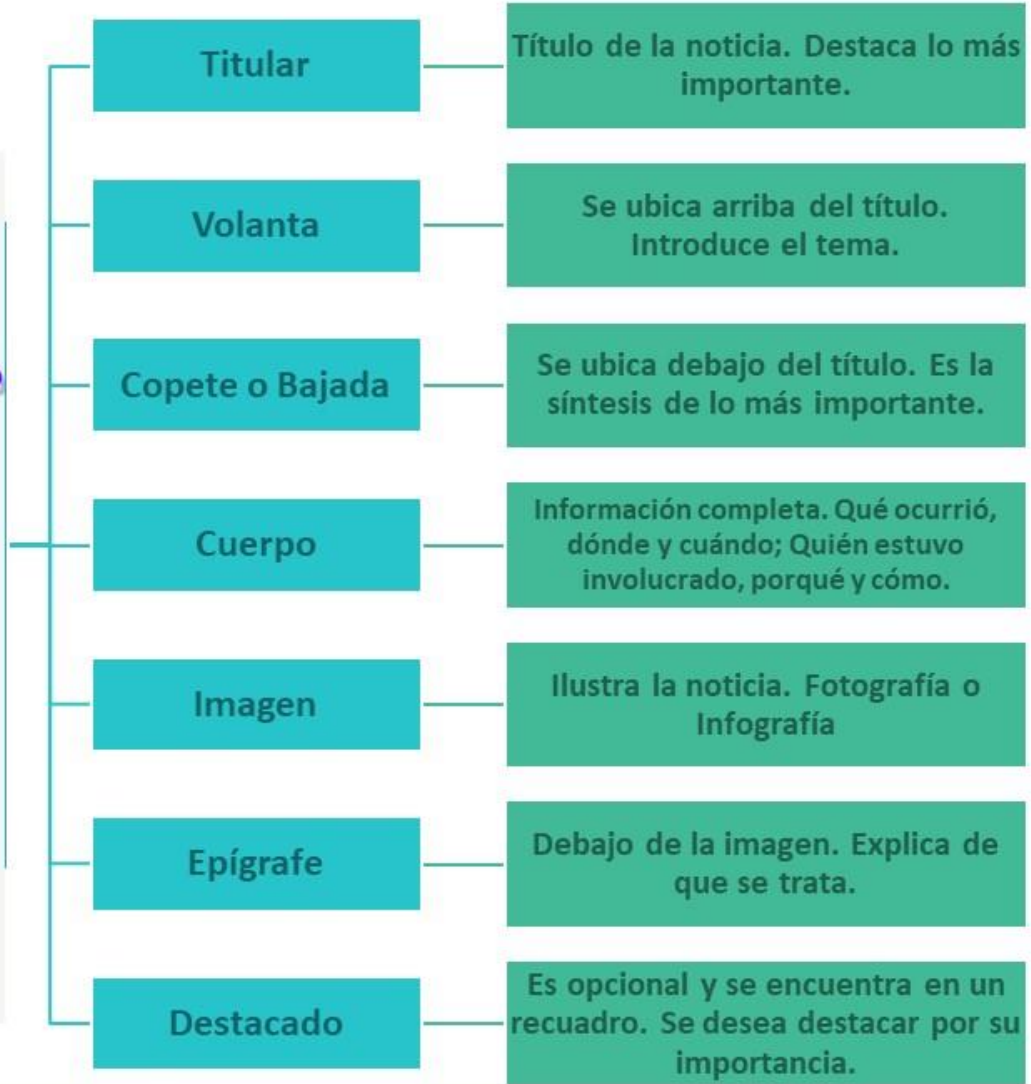 Titular
Título de la noticia. Destaca lo más
importante.
Volanta
Se ubica arriba del título.
Introduce el tema.
Copete o Bajada
Se ubica debajo del título. Es la
síntesis de lo más importante.
Cuerpo
Información completa. Qué ocurrió,
dónde y cuándo; Quién estuvo
involucrado, porqué y cómo.
Imagen
Ilustra la noticia. Fotografía o
Infografía
Epígrafe
Debajo de la imagen. Explica de
que se trata.
Destacado
Es opcional y se encuentra en un
recuadro. Se desea destacar por su
importancia.